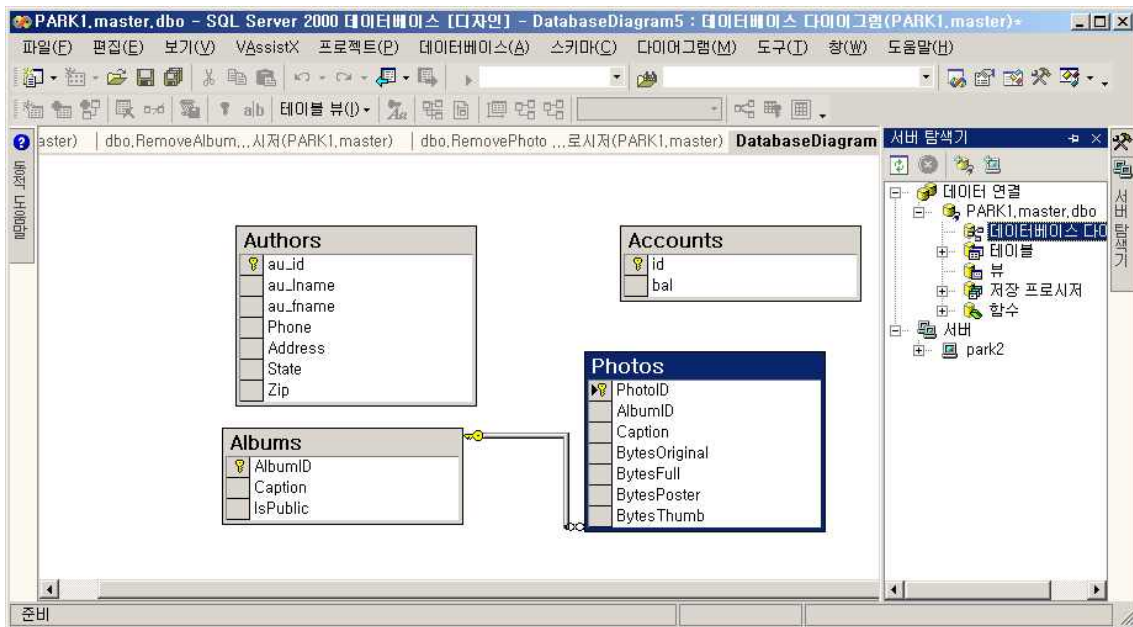 PARK1.master.dbo - SQL Server 2000 데이터베이스 [디자인] - DatabaseDiagram5 : 데이터베이스 다이어그램(PARK1.master)*
파일(F) 편집(E) 보기(V) VAssistX 프로젝트(P) 데이터베이스(A) 스키마(C) 다이어그램(M) 도구(T) 창(W) 도움말(H)
테이블 뷰(I)
aster) dbo.RemoveAlbum...시저(PARK1.master) dbo.RemovePhoto ...로시저(PARK1.master) DatabaseDiagram
동적 도움말
Authors
au_id
au_lname
au_fname
Phone
Address
State
Zip
Accounts
id
bal
Albums
AlbumID
Caption
IsPublic
Photos
PhotoID
AlbumID
Caption
BytesOriginal
BytesFull
BytesPoster
BytesThumb
서버 탐색기
데이터 연결
PARK1.master.dbo
데이터베이스 다이
테이블
뷰
저장 프로시저
함수
서버
park2
서버 탐색기
준비